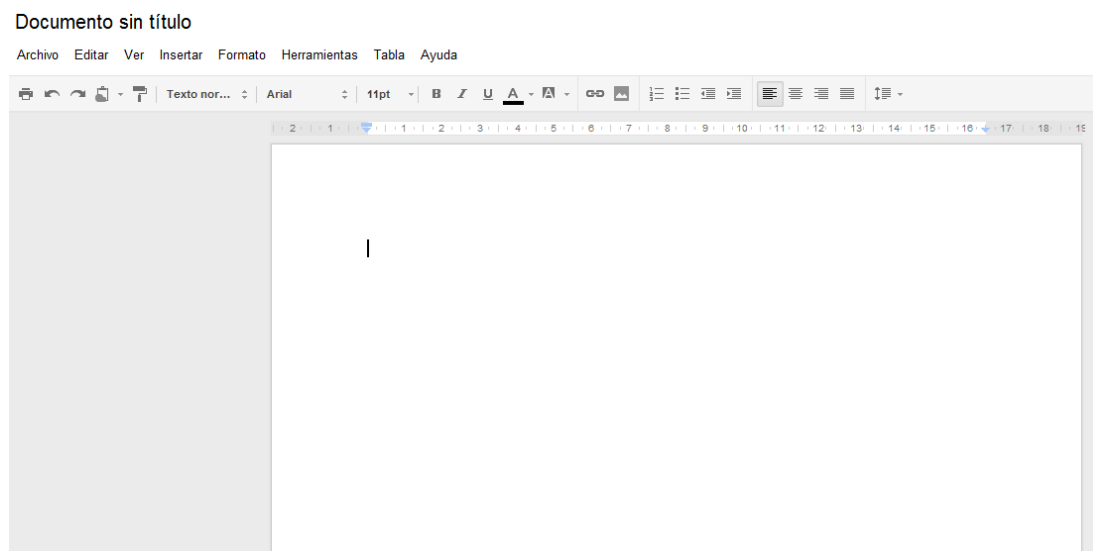 Documento sin título
Archivo Editar Ver Insertar Formato Herramientas Tabla Ayuda
Texto nor... Arial 11pt B I U A A
2 1 1 2 3 4 5 6 7 8 9 10 11 12 13 14 15 16 17 18 19